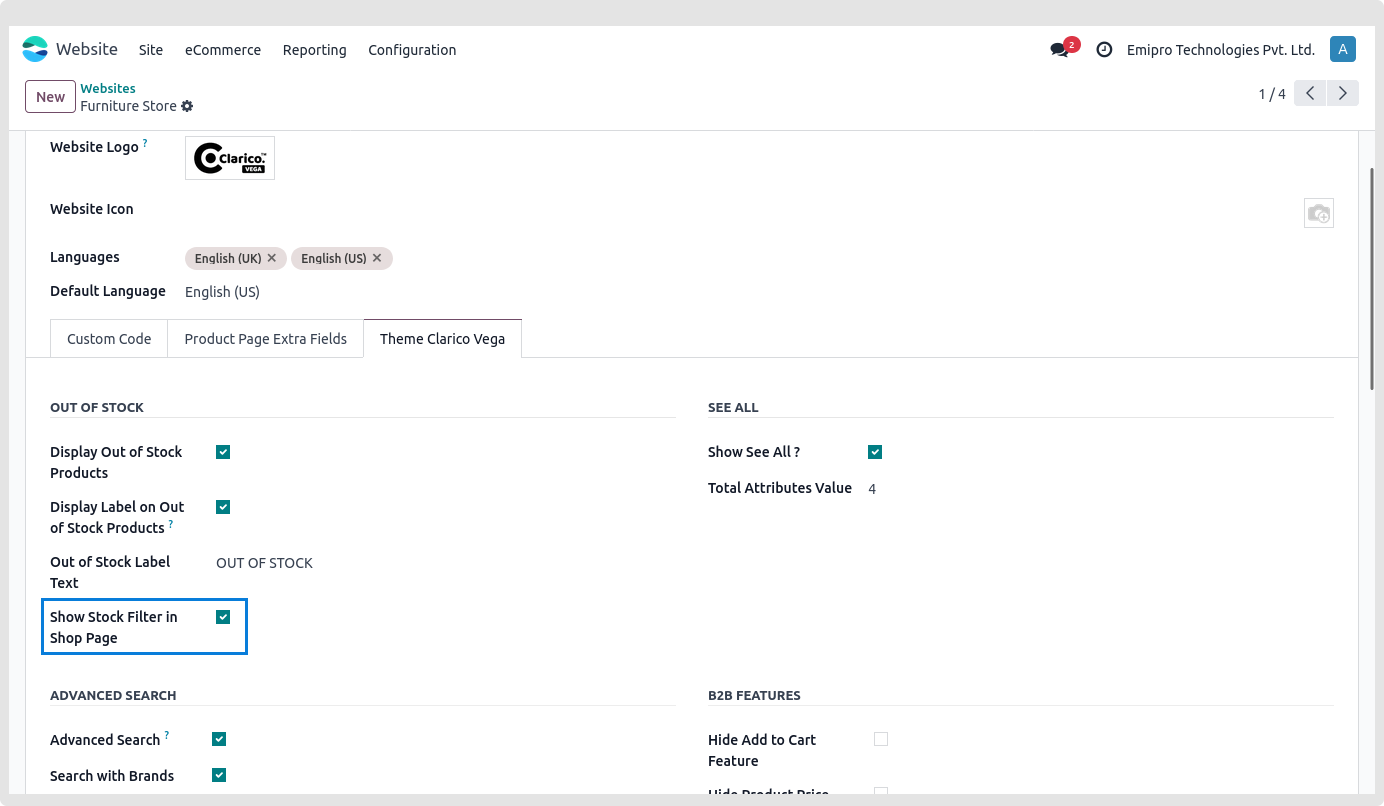 Website Site eCommerce Reporting Configuration 2 Emipro Technologies Pvt. Ltd. A
New Websites
Furniture Store 1 / 4
Website Logo ? Clarico.™
VEGA
Website Icon
Languages English (UK) ✕ English (US) ✕
Default Language English (US)
Custom Code Product Page Extra Fields Theme Clarico Vega
OUT OF STOCK
Display Out of Stock
Products
Display Label on Out
of Stock Products ?
Out of Stock Label
Text
OUT OF STOCK
Show Stock Filter in
Shop Page
SEE ALL
Show See All ?
Total Attributes Value 4
ADVANCED SEARCH
Advanced Search ?
Search with Brands
B2B FEATURES
Hide Add to Cart
Feature
Hide Product Price